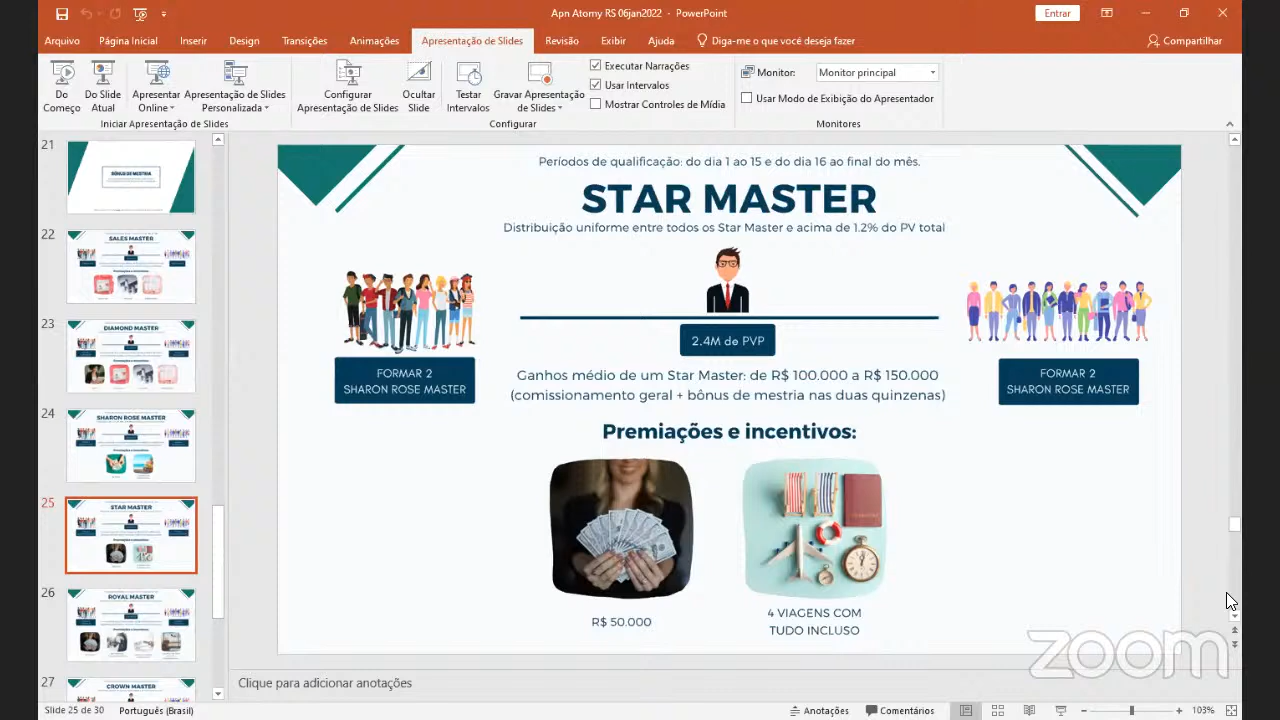 Apn Atomy RS 06jan2022 - PowerPoint
Entrar
Arquivo
Página Inicial
Inserir
Design
Transições
Animações
Apresentação de Slides
Revisão
Exibir
Ajuda
Diga-me o que você deseja fazer
Compartilhar
Do
Começo
Do Slide
Atual
Apresentar
Online
Apresentação de Slides
Personalizada
Configurar
Apresentação de Slides
Ocultar
Slide
Testar
Intervalos
Gravar Apresentação
de Slides
Executar Narrações
Usar Intervalos
Mostrar Controles de Mídia
Monitor:
Monitor principal
Usar Modo de Exibição do Apresentador
Iniciar Apresentação de Slides
Configurar
Monitores
21
BÔNUS DE MESTRIA
22
SALES MASTER
23
DIAMOND MASTER
24
SHARON ROSE MASTER
25
STAR MASTER
26
ROYAL MASTER
27
CROWN MASTER
Períodos de qualificação: do dia 1 ao 15 e do dia 16 ao final do mês.
STAR MASTER
Distribuição uniforme entre todos os Star Master e acima de 1.2% do PV total
2.4M de PVP
FORMAR 2
SHARON ROSE MASTER
Ganhos médio de um Star Master: de R$ 100.000 a R$ 150.000
(comissionamento geral + bônus de mestria nas duas quinzenas)
FORMAR 2
SHARON ROSE MASTER
Premiações e incentivos:
R$ 50.000
4 VIAGENS COM
TUDO INCLUSO
zoom
Clique para adicionar anotações
Slide 25 de 30
Português (Brasil)
Anotações
Comentários
103%